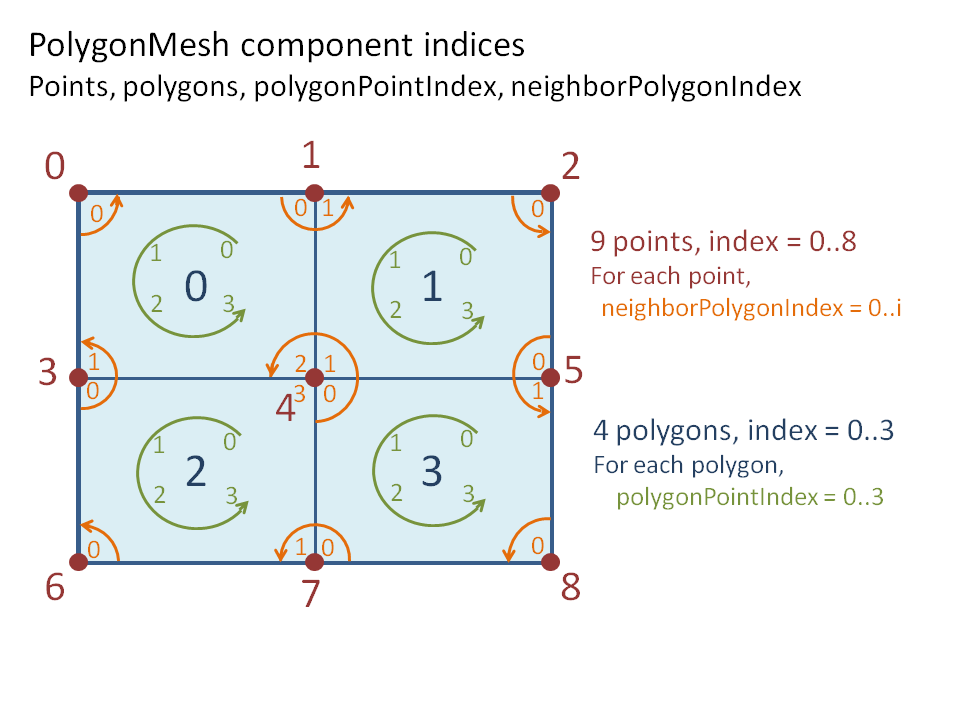 PolygonMesh component indices
Points, polygons, polygonPointIndex, neighborPolygonIndex
0 1 2
0 0 1 0
1 0 1 0
0 1
2 3 2 3
9 points, index = 0..8
For each point,
neighborPolygonIndex = 0..i
3 1 2 1 0 5
0 3 0 1
4
4 polygons, index = 0..3
For each polygon,
polygonPointIndex = 0..3
1 0 1 0
2 3
2 3 2 3
0 1 0 0
6 7 8